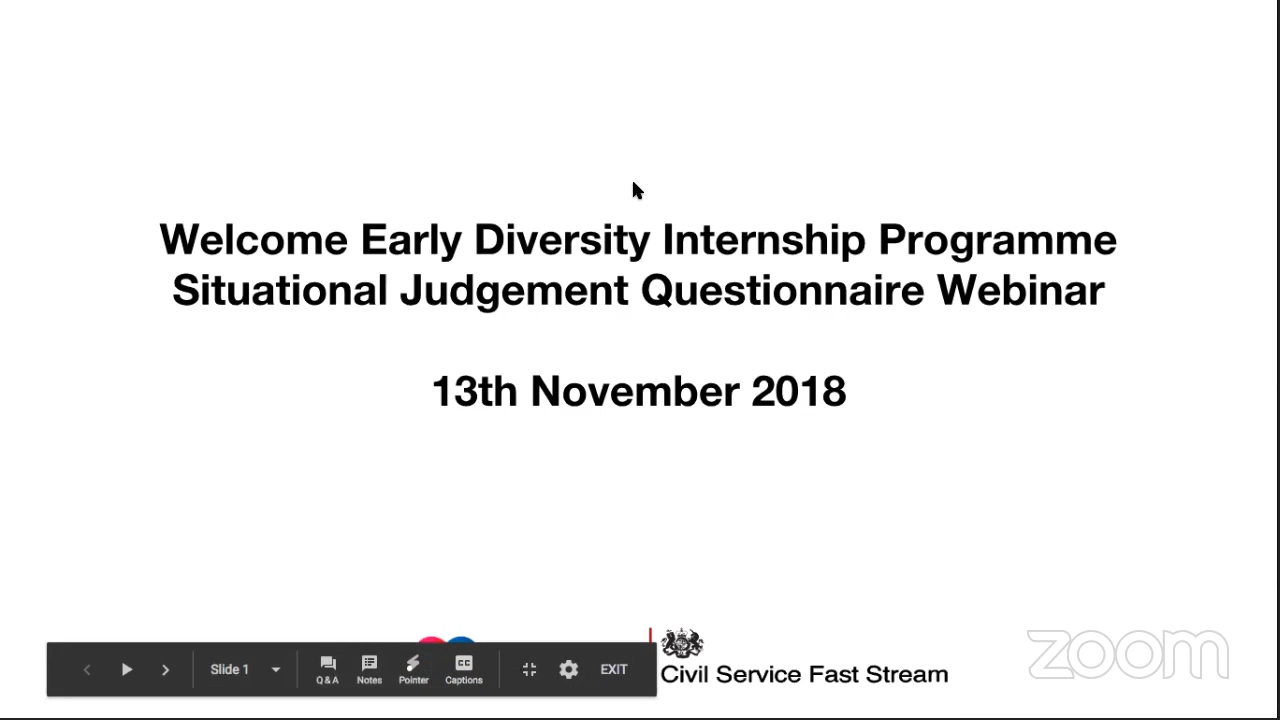 Welcome Early Diversity Internship Programme
Situational Judgement Questionnaire Webinar
13th November 2018
Slide 1
Q&A
Notes
Pointer
CC
Captions
EXIT
Civil Service Fast Stream
zoom